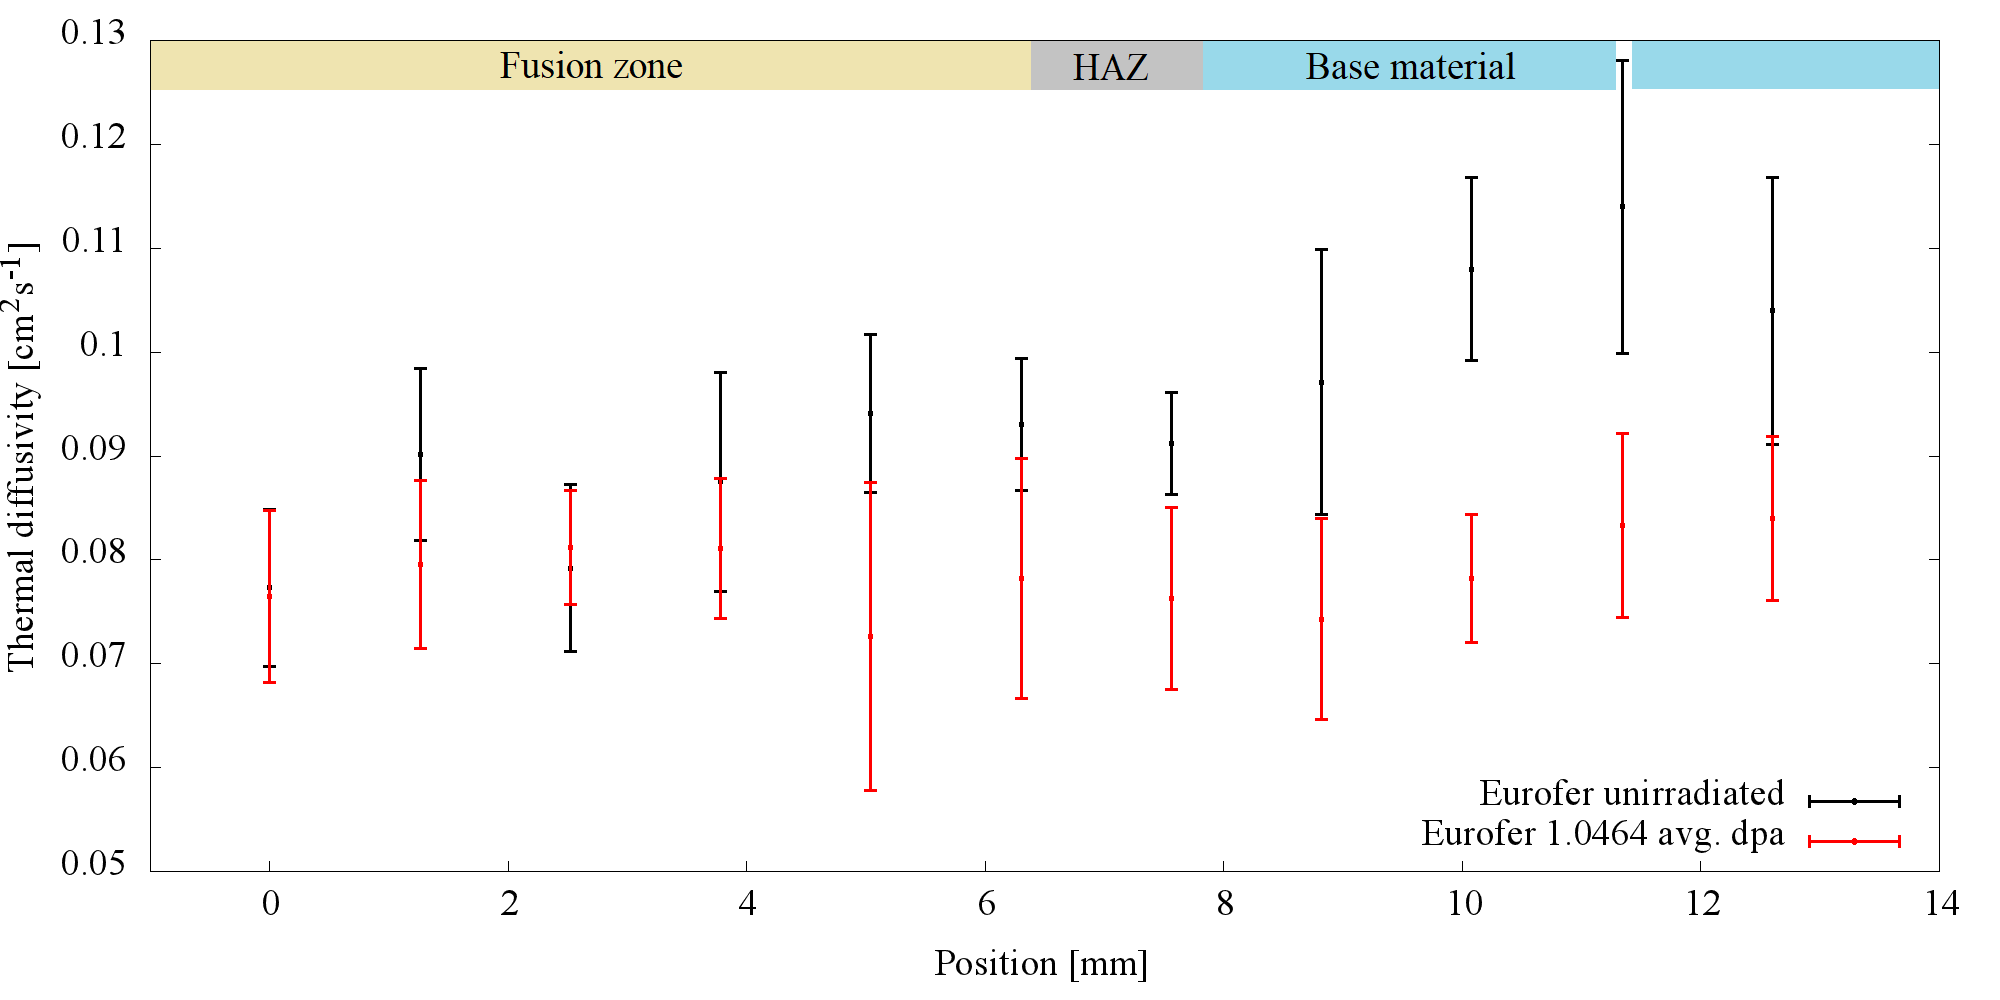 Fusion zone HAZ Base material
0.13
0.12
0.11
0.1
0.09
0.08
0.07
0.06
0.05
Thermal diffusivity [cm²s⁻¹]
Eurofer unirradiated
Eurofer 1.0464 avg. dpa
0 2 4 6 8 10 12 14
Position [mm]